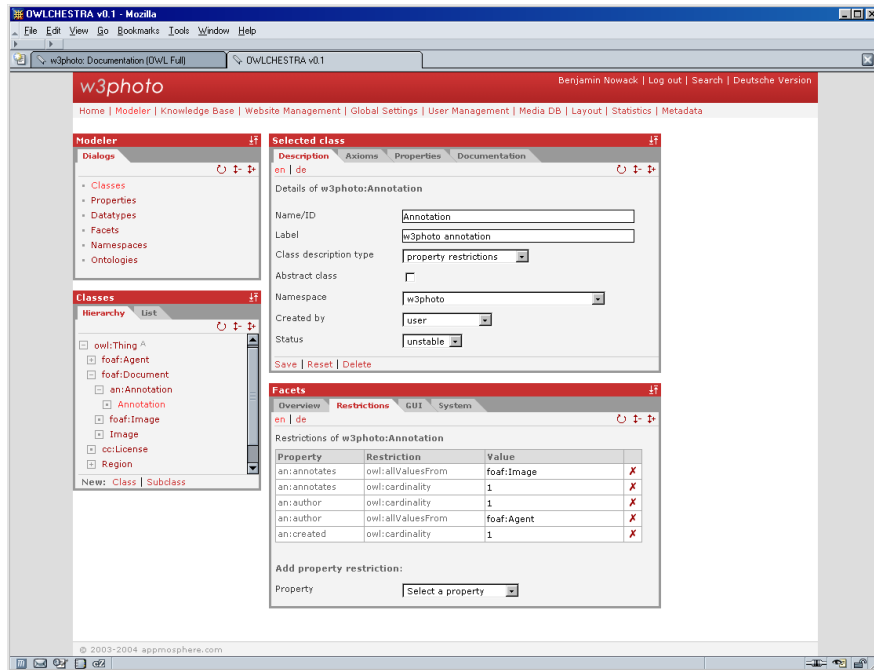 OWLCHESTRA v0.1 - Mozilla
File Edit View Go Bookmarks Tools Window Help
w3photo: Documentation (OWL Full)
OWLCHESTRA v0.1
w3photo
Benjamin Nowack | Log out | Search | Deutsche Version
Home | Modeler | Knowledge Base | Website Management | Global Settings | User Management | Media DB | Layout | Statistics | Metadata
Modeler
Dialogs
Classes
Properties
Datatypes
Facets
Namespaces
Ontologies
Classes
Hierarchy List
owl:Thing A
foaf:Agent
foaf:Document
an:Annotation
Annotation
foaf:Image
Image
cc:License
Region
New: Class | Subclass
Selected class
Description Axioms Properties Documentation
en | de
Details of w3photo:Annotation
Name/ID Annotation
Label w3photo annotation
Class description type property restrictions
Abstract class
Namespace w3photo
Created by user
Status unstable
Save | Reset | Delete
Facets
Overview Restrictions GUI System
en | de
Restrictions of w3photo:Annotation
Property Restriction Value
an:annotates owl:allValuesFrom foaf:Image ✗
an:annotates owl:cardinality 1 ✗
an:author owl:cardinality 1 ✗
an:author owl:allValuesFrom foaf:Agent ✗
an:created owl:cardinality 1 ✗
Add property restriction:
Property Select a property
© 2003-2004 appmosphere.com